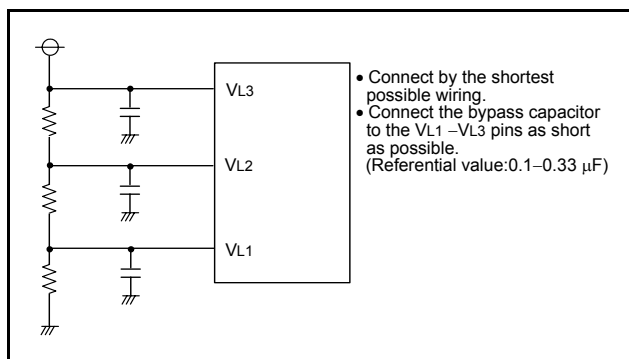 VL3
VL2
VL1
• Connect by the shortest
possible wiring.
• Connect the bypass capacitor
to the VL1 –VL3 pins as short
as possible.
(Referential value:0.1–0.33 μF)